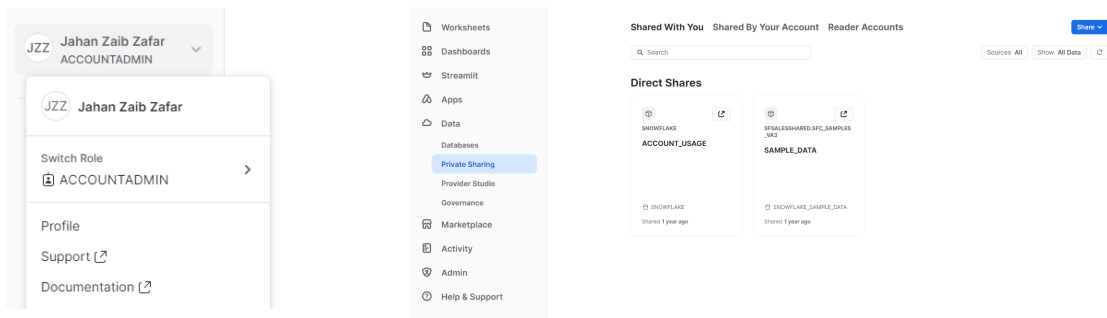 JZZ
Jahan Zaib Zafar
ACCOUNTADMIN
JZZ
Jahan Zaib Zafar
Switch Role
ACCOUNTADMIN
Profile
Support
Documentation
Worksheets
Dashboards
Streamlit
Apps
Data
Databases
Private Sharing
Provider Studio
Governance
Marketplace
Activity
Admin
Help & Support
Shared With You Shared By Your Account Reader Accounts
Share
Search
Sources All
Show All Data
Direct Shares
SNOWFLAKE
ACCOUNT_USAGE
SNOWFLAKE
Shared 1 year ago
SFSALESSHARED.SFC_SAMPLES
_VA3
SAMPLE_DATA
SNOWFLAKE_SAMPLE_DATA
Shared 1 year ago